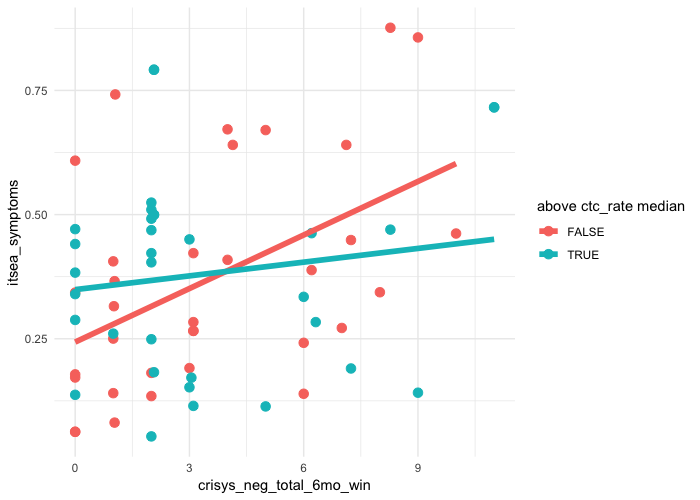 0.75
0.50
0.25
itsea_symptoms
0 3 6 9
crisys_neg_total_6mo_win
above ctc_rate median
FALSE
TRUE